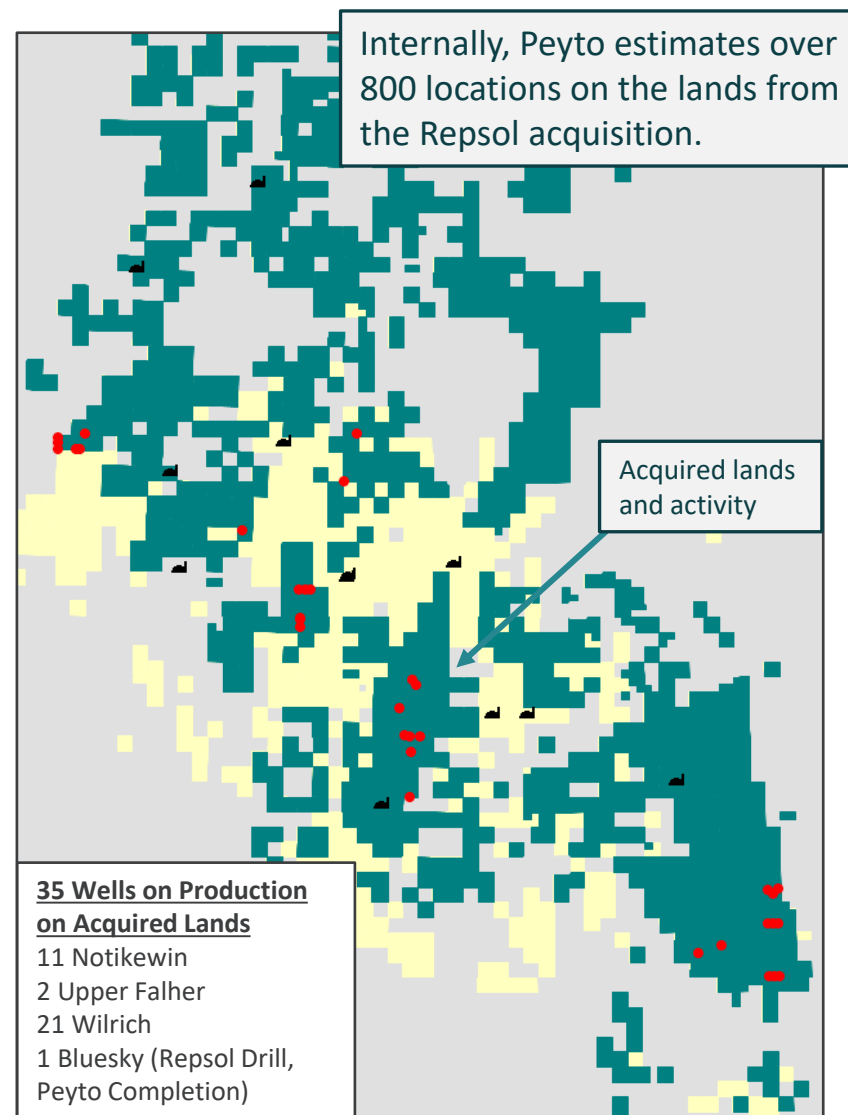 Internally, Peyto estimates over
800 locations on the lands from
the Repsol acquisition.
Acquired lands
and activity
35 Wells on Production
on Acquired Lands
11 Notikewin
2 Upper Falher
21 Wilrich
1 Bluesky (Repsol Drill,
Peyto Completion)